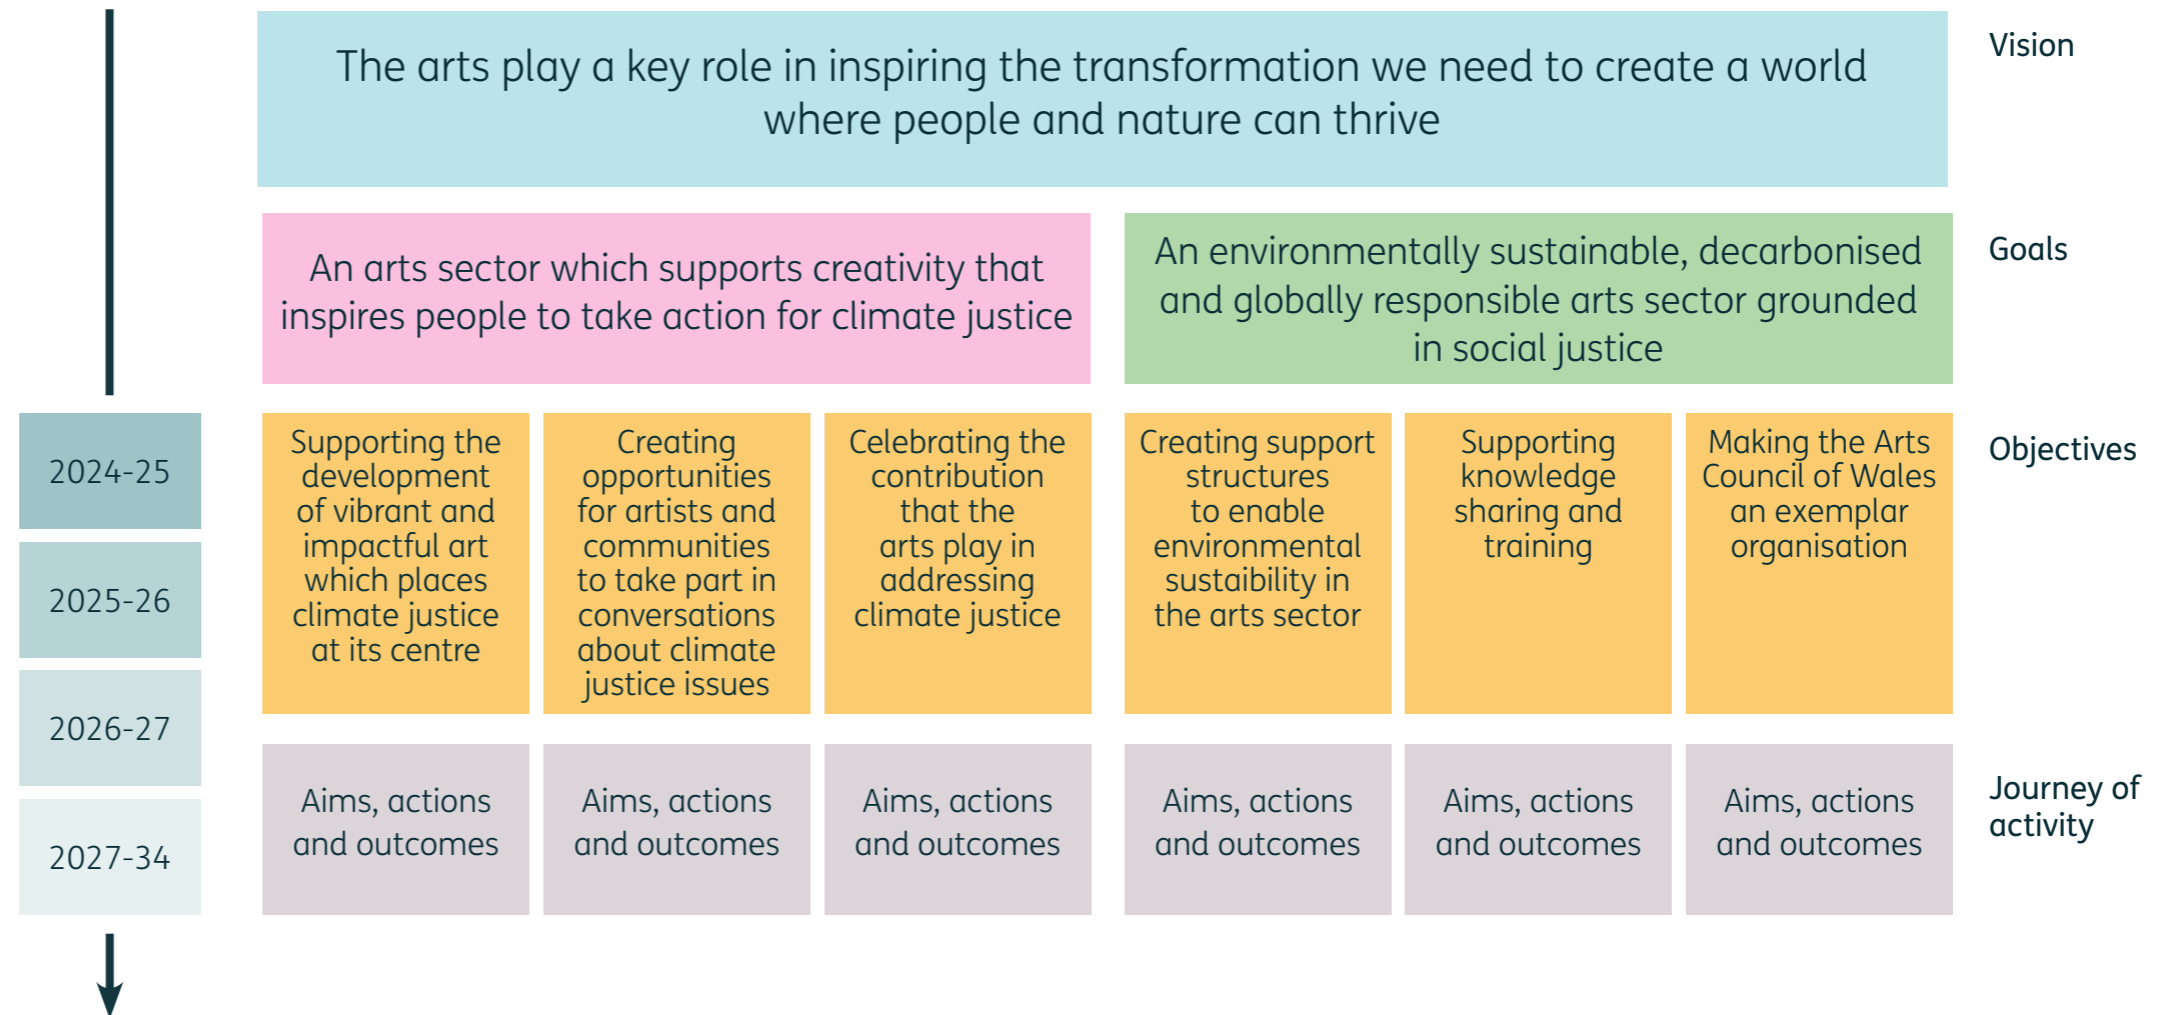 The arts play a key role in inspiring the transformation we need to create a world
where people and nature can thrive
Vision
An arts sector which supports creativity that
inspires people to take action for climate justice
An environmentally sustainable, decarbonised
and globally responsible arts sector grounded
in social justice
Goals
2024-25
2025-26
2026-27
2027-34
Supporting the
development
of vibrant and
impactful art
which places
climate justice
at its centre
Creating
opportunities
for artists and
communities
to take part in
conversations
about climate
justice issues
Celebrating the
contribution
that the
arts play in
addressing
climate justice
Creating support
structures
to enable
environmental
sustaibility in
the arts sector
Supporting
knowledge
sharing and
training
Making the Arts
Council of Wales
an exemplar
organisation
Objectives
Aims, actions
and outcomes
Aims, actions
and outcomes
Aims, actions
and outcomes
Aims, actions
and outcomes
Aims, actions
and outcomes
Aims, actions
and outcomes
Journey of
activity